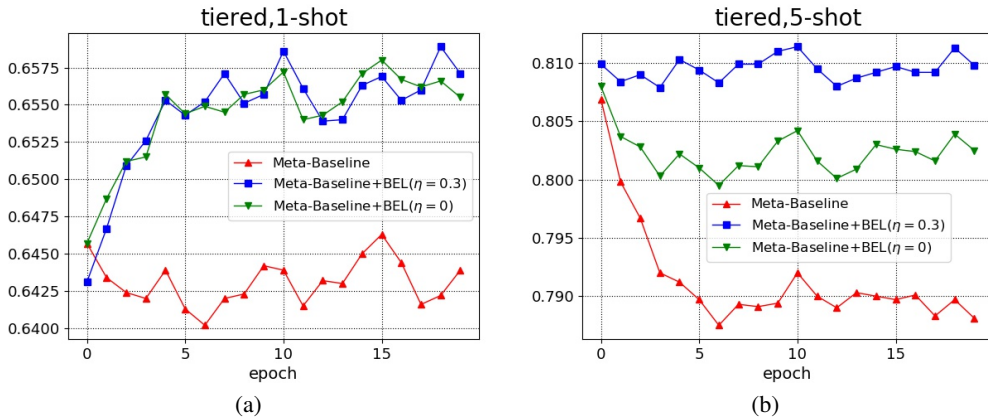 tiered,1-shot
0.6575
0.6550
0.6525
0.6500
0.6475
0.6450
0.6425
0.6400
Meta-Baseline
Meta-Baseline+BEL(η = 0.3)
Meta-Baseline+BEL(η = 0)
0 5 10 15
epoch
(a)
tiered,5-shot
0.810
0.805
0.800
0.795
0.790
Meta-Baseline
Meta-Baseline+BEL(η = 0.3)
Meta-Baseline+BEL(η = 0)
0 5 10 15
epoch
(b)